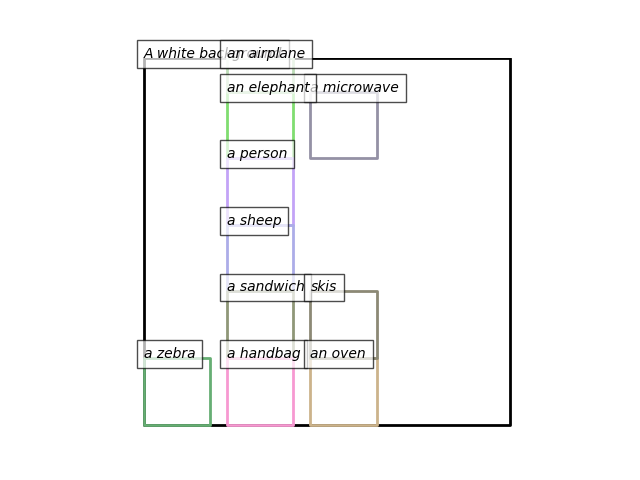 A white background
an airplane
an elephant
a microwave
a person
a sheep
a sandwich
skis
a zebra
a handbag
an oven